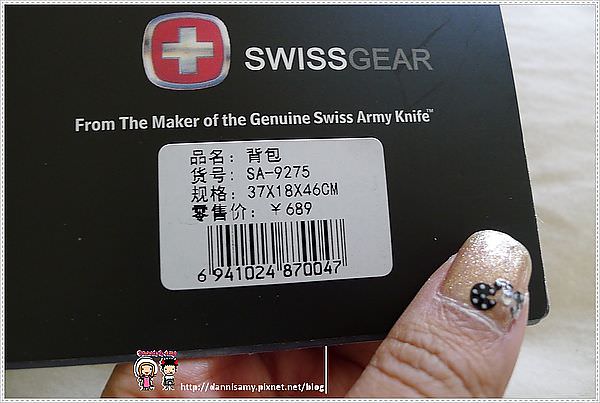 SWISSGEAR
From The Maker of the Genuine Swiss Army Knife™
品名：背包
货号：SA-9275
规格：37X18X46CM
零售价：￥689
6 941024 870047
http://dannisamy.pixnet.net/blog